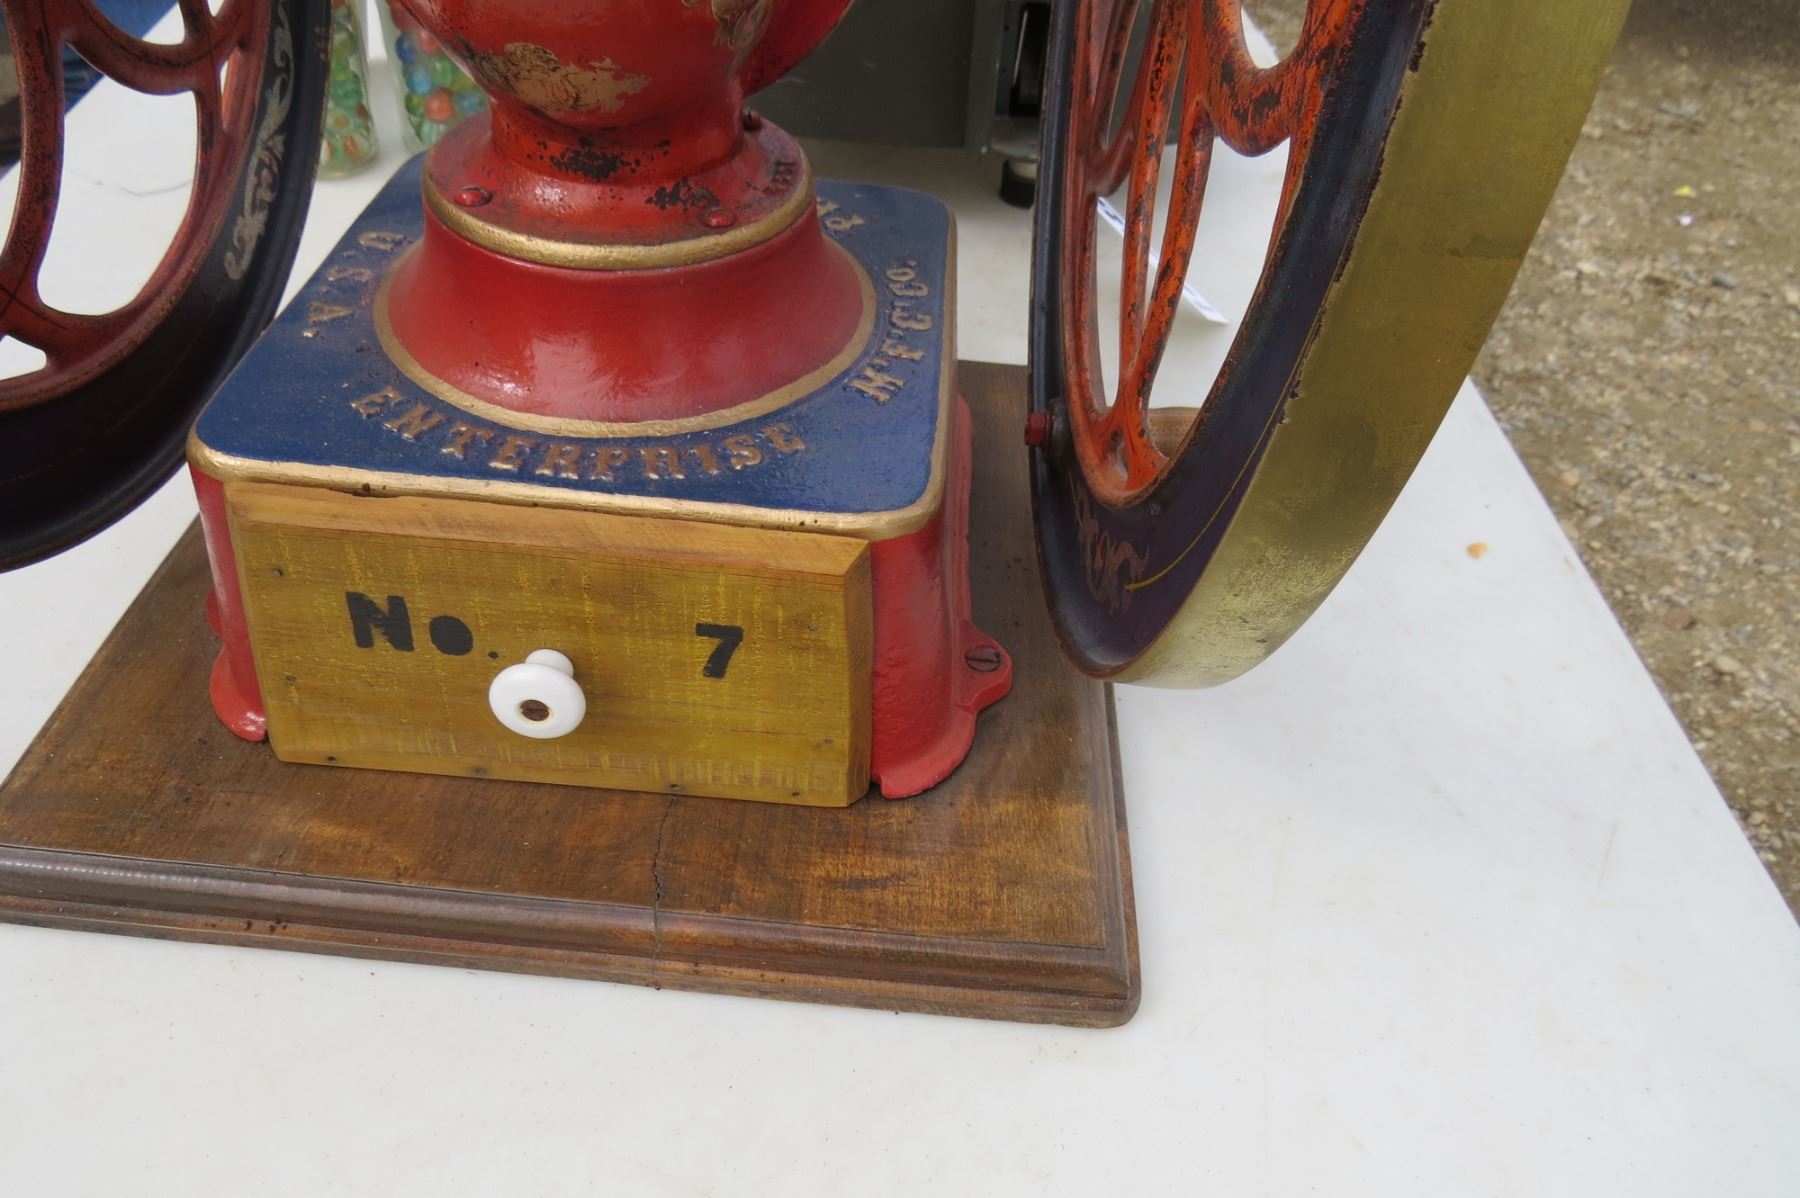 ENTERPRISE
M'F'G. CO.
U. S. A.
No. 7